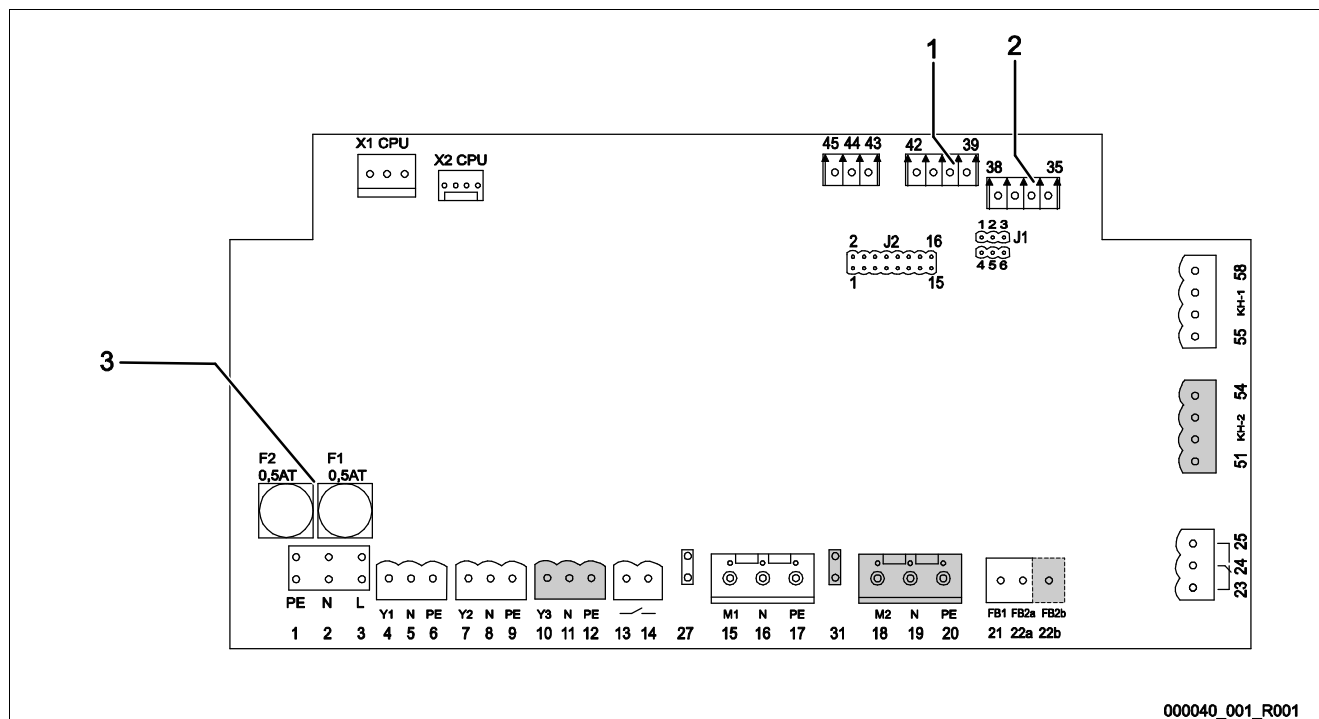 1 2
X1 CPU
X2 CPU
45 44 43
42 39
38 35
1 2 3
J1
4 5 6
2 J2 16
1 15
58
KH-1
55
3
54
KH-2
51
F2 F1
0,5AT 0,5AT
25
24
23
PE N L
Y1 N PE Y2 N PE Y3 N PE M1 N PE M2 N PE FB1 FB2a FB2b
1 2 3 4 5 6 7 8 9 10 11 12 13 14 27 15 16 17 31 18 19 20 21 22a 22b
000040_001_R001